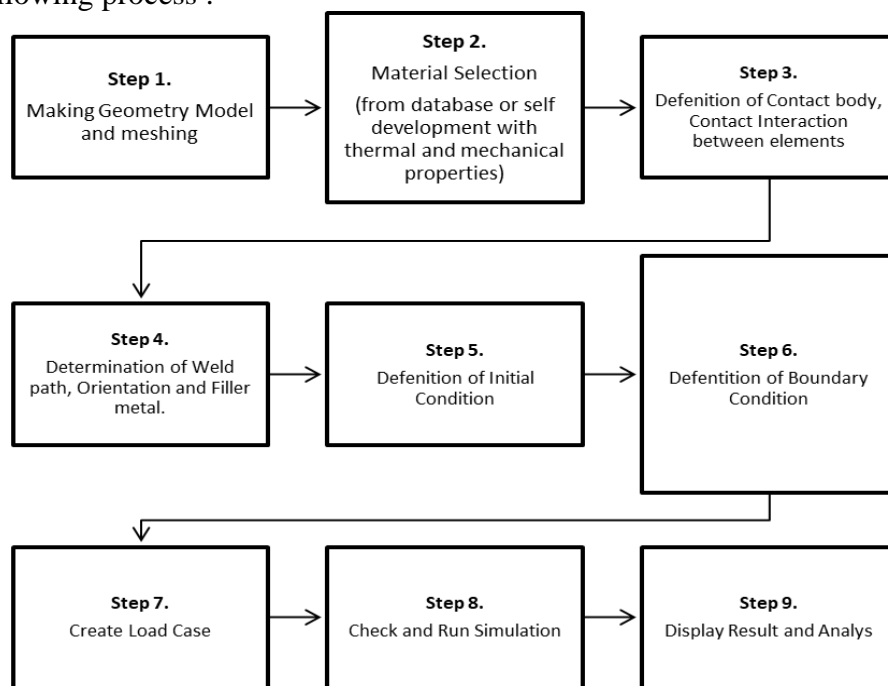 lowing process :
Step 1.
Making Geometry Model
and meshing
Step 2.
Material Selection
(from database or self
development with
thermal and mechanical
properties)
Step 3.
Defenition of Contact body,
Contact Interaction
between elements
Step 4.
Determination of Weld
path, Orientation and Filler
metal.
Step 5.
Defenition of Initial
Condition
Step 6.
Defentition of Boundary
Condition
Step 7.
Create Load Case
Step 8.
Check and Run Simulation
Step 9.
Display Result and Analys